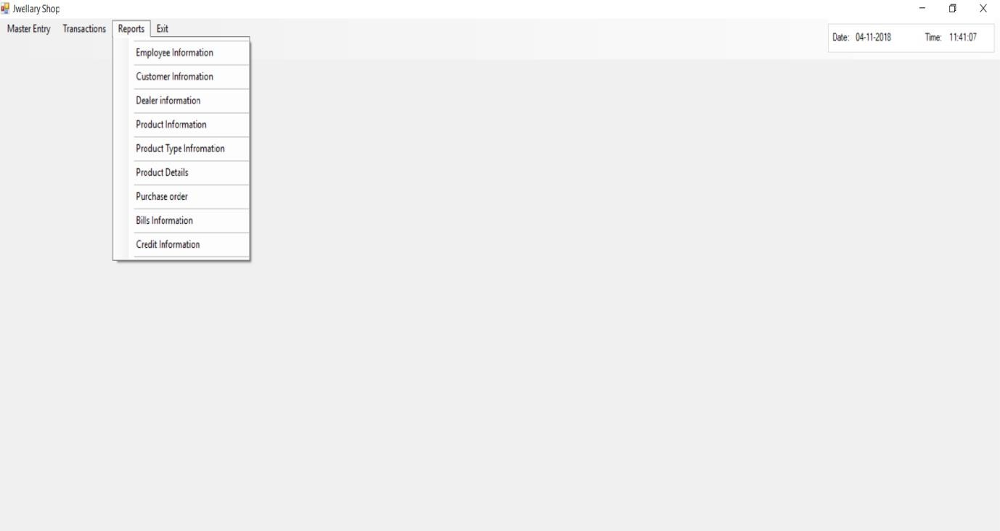 Jwellary Shop
Master Entry Transactions Reports Exit
Date: 04-11-2018 Time: 11:41:07
Employee Information
Customer Infromation
Dealer information
Product Information
Product Type Infromation
Product Details
Purchase order
Bills Information
Credit Information